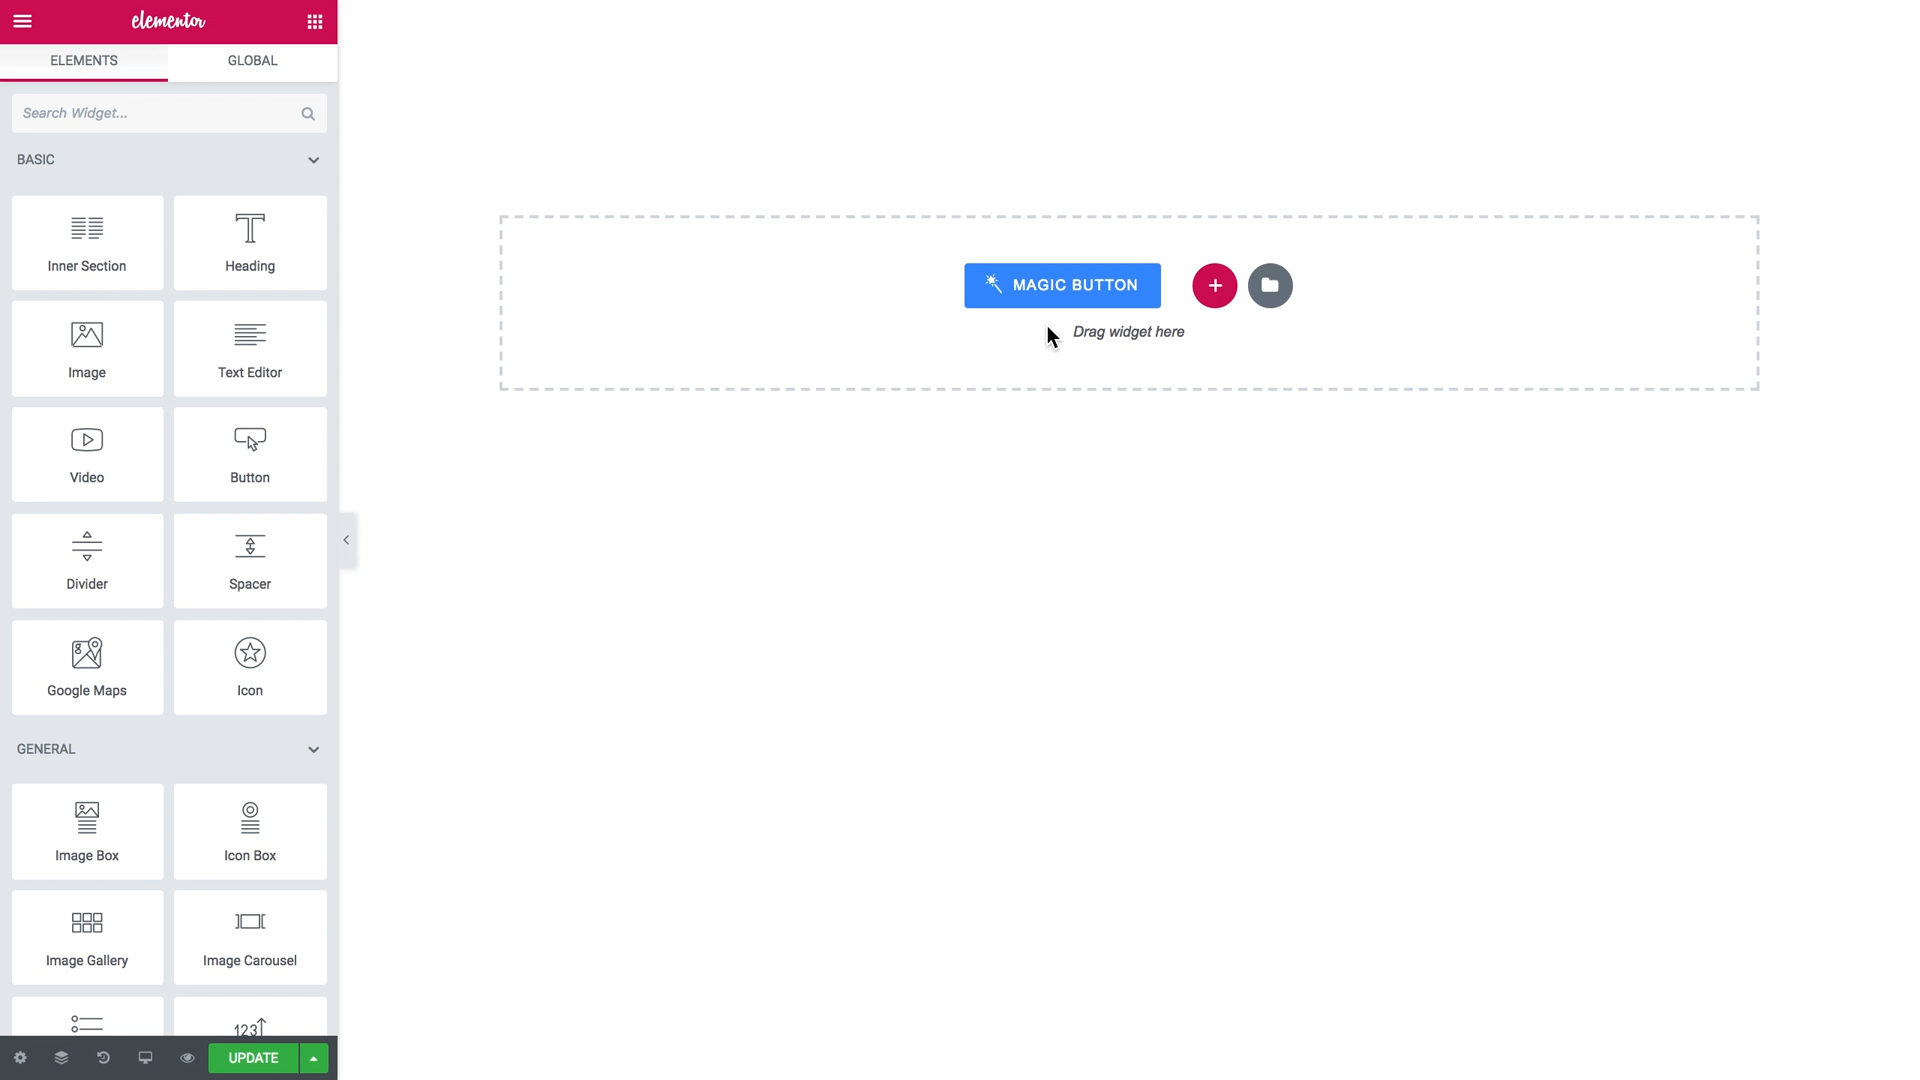 elementor
ELEMENTS
GLOBAL
Search Widget...
BASIC
Inner Section
Heading
Image
Text Editor
Video
Button
Divider
Spacer
Google Maps
Icon
GENERAL
Image Box
Icon Box
Image Gallery
Image Carousel
123
UPDATE
MAGIC BUTTON
Drag widget here